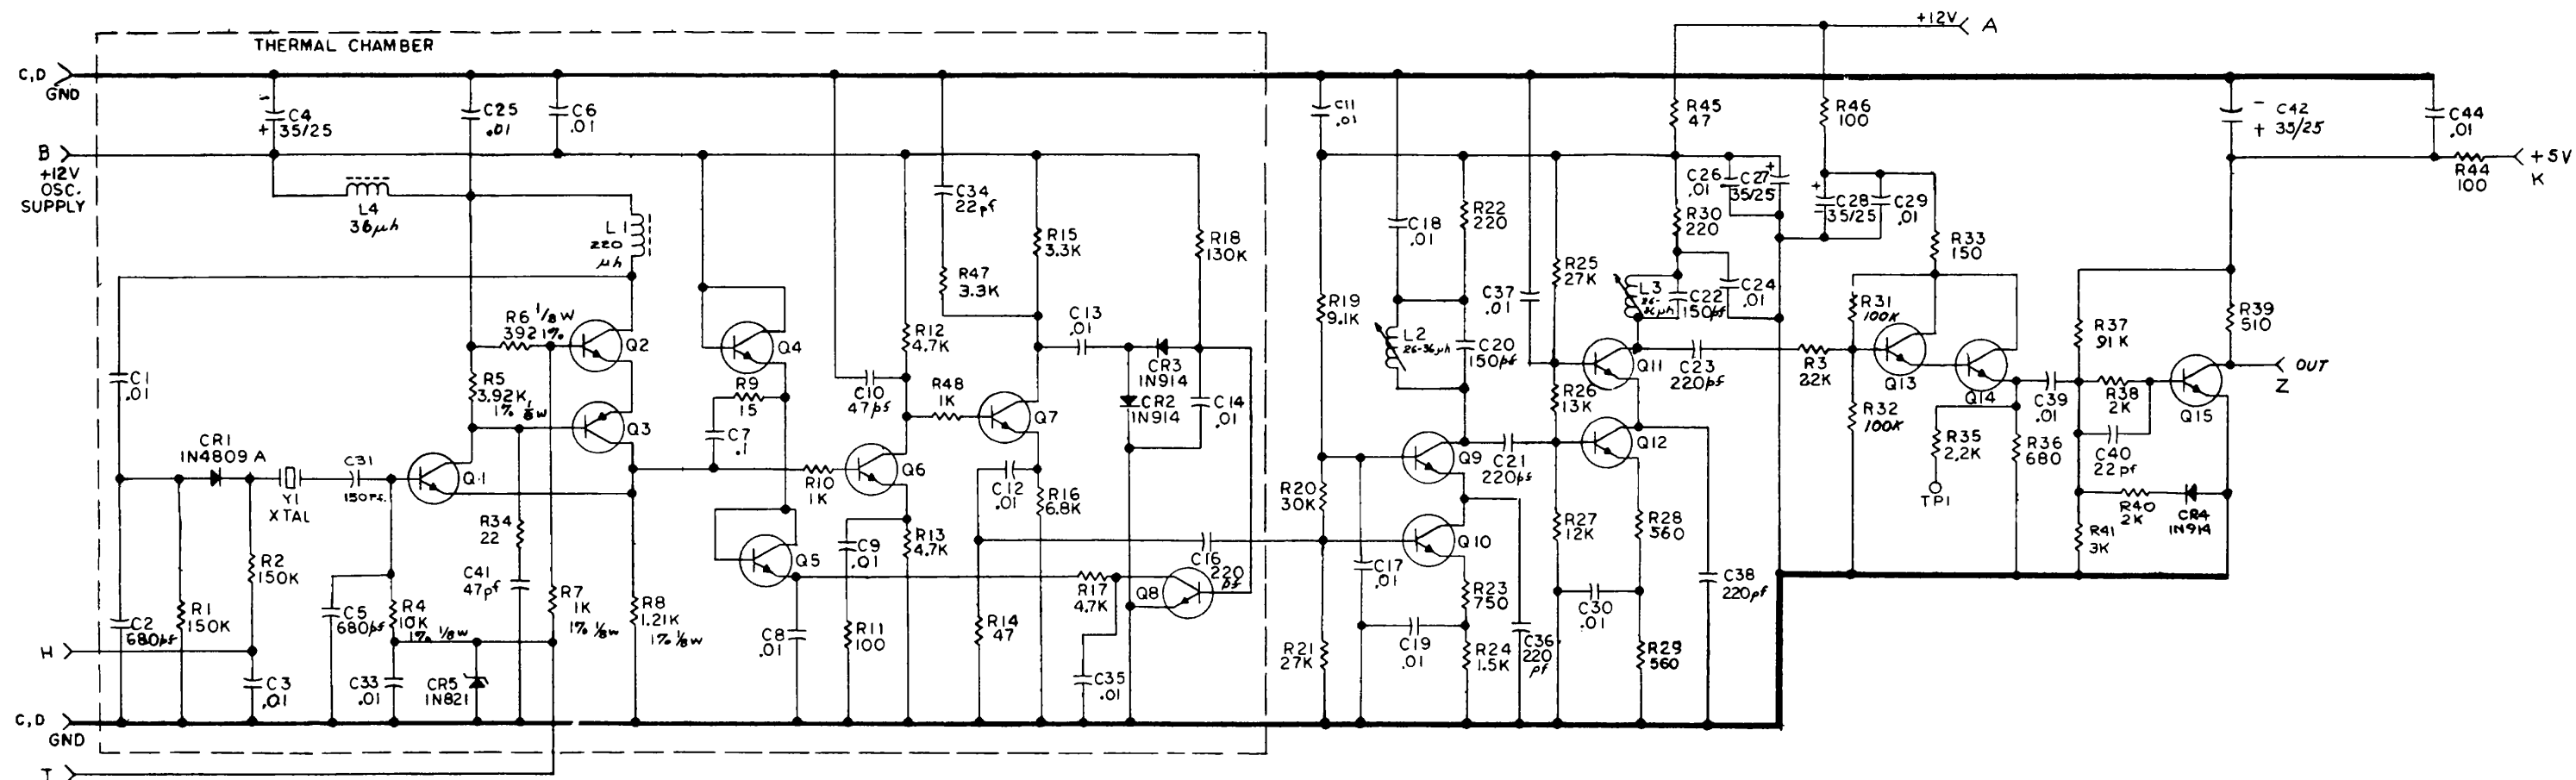 THERMAL CHAMBER
C,D
GND
B
+12V
OSC.
SUPPLY
C4
35/25
-
+
C25
.01
C6
.01
L4
36µh
L1
220
µh
C1
.01
R6 1/8 W
392 1%
Q2
R5
3.92K
1% 1/8 W
Q3
CR1
1N4809 A
Y1
XTAL
C31
150 PF.
Q1
R34
22
C41
47pf
R2
150K
R1
150K
C2
680pf
H
C3
.01
C5
680pf
R4
10K
1% 1/8W
C33
.01
CR5
1N821
R7
1K
1% 1/8W
R8
1.21K
1% 1/8W
C,D
GND
T
Q4
R9
15
C7
.1
R10
1K
Q5
C8
.01
C10
47pf
R12
4.7K
Q6
C9
.01
R11
100
R13
4.7K
C34
22pf
R47
3.3K
R48
1K
R15
3.3K
Q7
C12
.01
R16
6.8K
R14
47
C13
.01
CR3
1N914
CR2
1N914
R18
130K
C14
.01
R17
4.7K
C35
.01
Q8
C16
220
pf
C11
.01
R19
9.1K
R20
30K
R21
27K
C18
.01
L2
26-36µh
R22
220
C20
150pf
Q9
C21
220pf
Q10
C17
.01
C19
.01
R23
750
R24
1.5K
C36
220
pf
C37
.01
R25
27K
R26
13K
R27
12K
Q11
Q12
R28
560
C30
.01
R29
560
C38
220pf
+12V
A
R45
47
R46
100
C26
.01
C27
35/25
+
R30
220
L3
26-
36µh
C22
150pf
C24
.01
C23
220pf
C28
35/25
+
-
C29
.01
R33
150
R3
22K
R31
100K
R32
100K
Q13
Q14
R35
2.2K
TP1
R36
680
C39
.01
R37
91K
R38
2K
C40
22pf
R40
2K
CR4
1N914
R41
3K
Q15
R39
510
OUT
Z
C42
35/25
-
+
C44
.01
R44
100
+5V
K